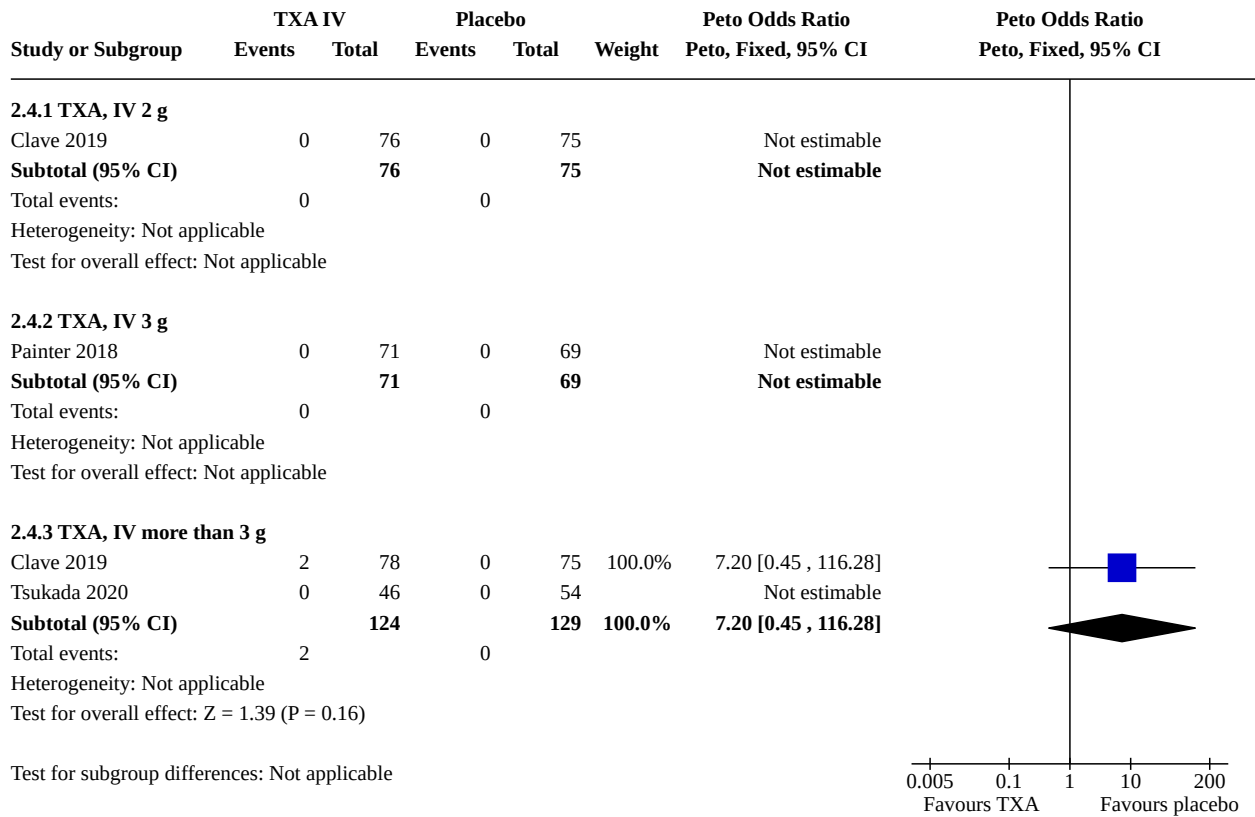 TXA IV Placebo Peto Odds Ratio Peto Odds Ratio
Study or Subgroup Events Total Events Total Weight Peto, Fixed, 95% CI Peto, Fixed, 95% CI
2.4.1 TXA, IV 2 g
Clave 2019 0 76 0 75 Not estimable
Subtotal (95% CI) 76 75 Not estimable
Total events: 0 0
Heterogeneity: Not applicable
Test for overall effect: Not applicable
2.4.2 TXA, IV 3 g
Painter 2018 0 71 0 69 Not estimable
Subtotal (95% CI) 71 69 Not estimable
Total events: 0 0
Heterogeneity: Not applicable
Test for overall effect: Not applicable
2.4.3 TXA, IV more than 3 g
Clave 2019 2 78 0 75 100.0% 7.20 [0.45 , 116.28]
Tsukada 2020 0 46 0 54 Not estimable
Subtotal (95% CI) 124 129 100.0% 7.20 [0.45 , 116.28]
Total events: 2 0
Heterogeneity: Not applicable
Test for overall effect: Z = 1.39 (P = 0.16)
Test for subgroup differences: Not applicable
0.005 0.1 1 10 200
Favours TXA Favours placebo